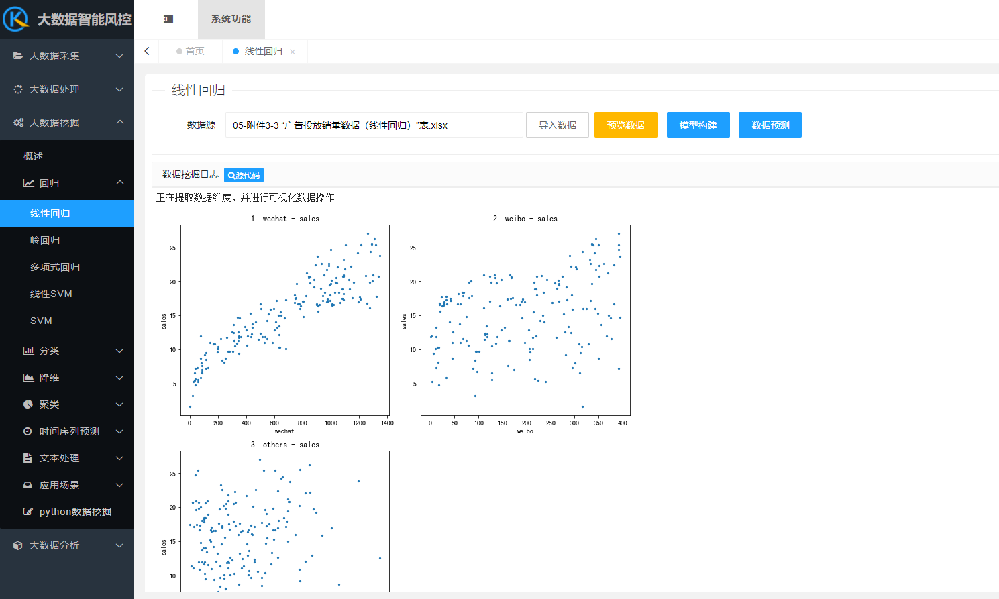 大数据智能风控
系统功能
首页
线性回归
大数据采集
大数据处理
大数据挖掘
概述
回归
线性回归
岭回归
多项式回归
线性SVM
SVM
分类
降维
聚类
时间序列预测
文本处理
应用场景
python数据挖掘
大数据分析
线性回归
数据源 05-附件3-3 “广告投放销量数据（线性回归）”表.xlsx 导入数据 预览数据 模型构建 数据预测
数据挖掘日志 源代码
正在提取数据维度，并进行可视化数据操作
1. wechat - sales
25
20
15
10
5
sales
0 200 400 600 800 1000 1200 1400
wechat
2. weibo - sales
25
20
15
10
5
sales
0 50 100 150 200 250 300 350 400
weibo
3. others - sales
25
20
15
10
sales